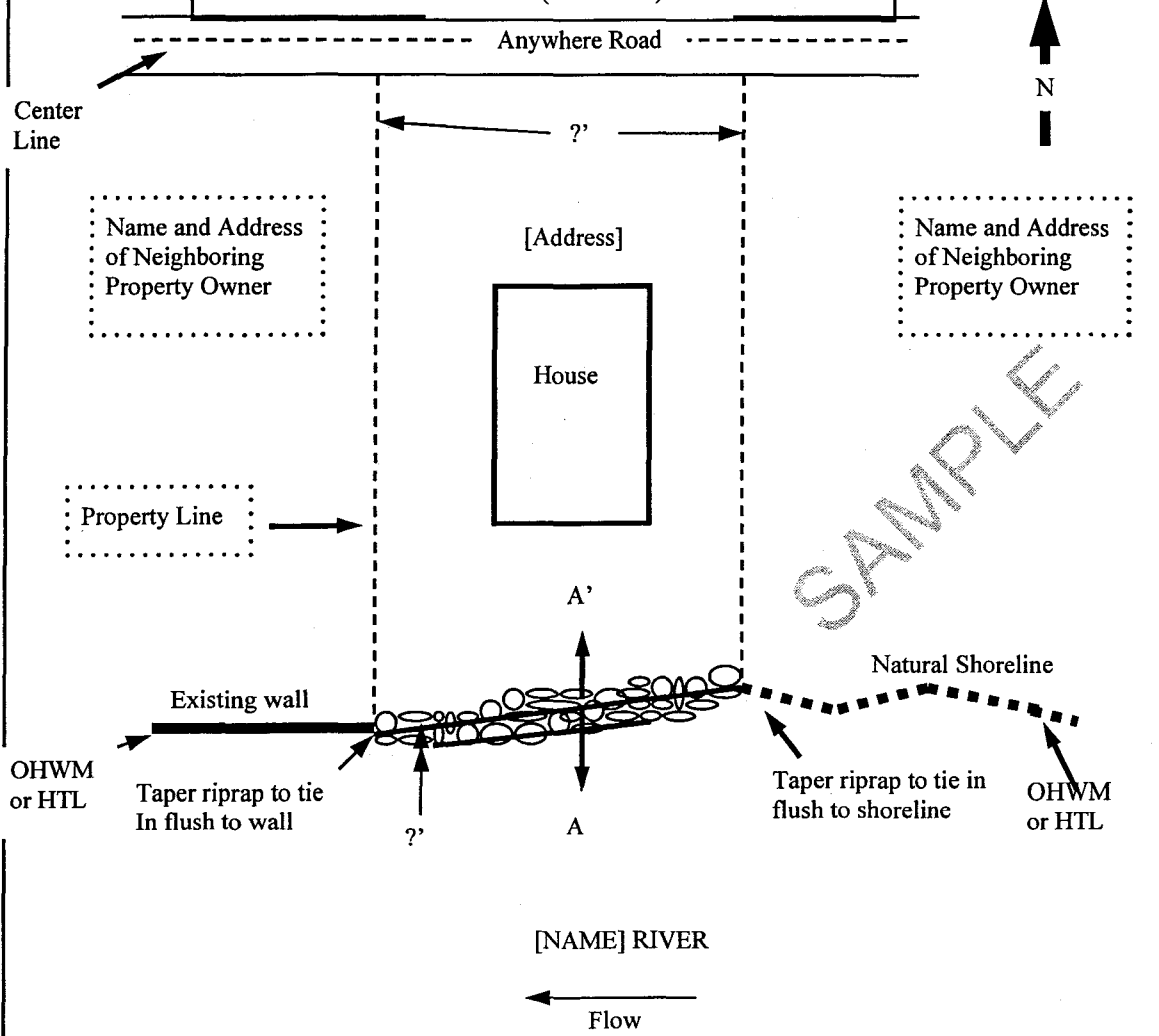 Anywhere Road
Center
Line
N
?’
Name and Address
of Neighboring
Property Owner
[Address]
Name and Address
of Neighboring
Property Owner
House
SAMPLE
Property Line
A’
Natural Shoreline
Existing wall
OHWM
or HTL
Taper riprap to tie
In flush to wall
?’
A
Taper riprap to tie in
flush to shoreline
OHWM
or HTL
[NAME] RIVER
Flow